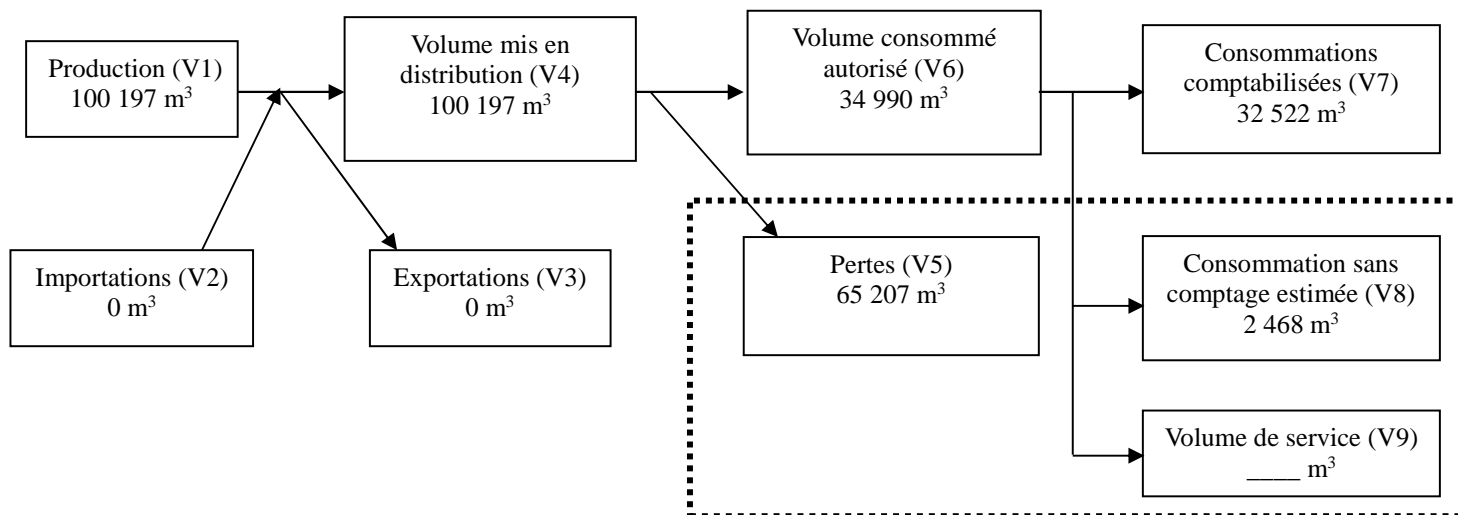 Production (V1)
100 197 m³
Volume mis en
distribution (V4)
100 197 m³
Volume consommé
autorisé (V6)
34 990 m³
Consommations
comptabilisées (V7)
32 522 m³
Importations (V2)
0 m³
Exportations (V3)
0 m³
Pertes (V5)
65 207 m³
Consommation sans
comptage estimée (V8)
2 468 m³
Volume de service (V9)
____ m³